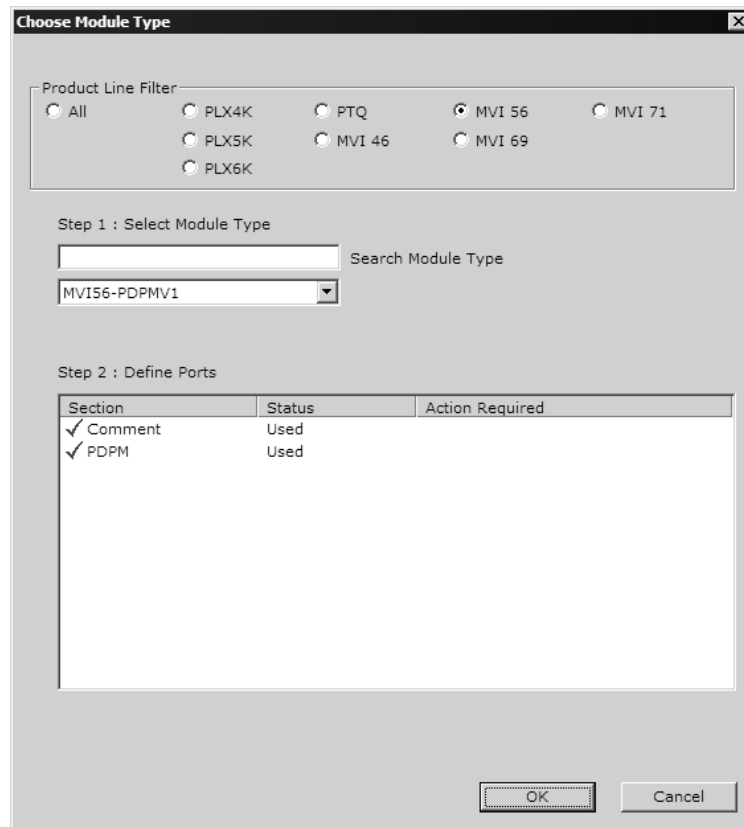 Choose Module Type
Product Line Filter
All PLX4K PTQ MVI 56 MVI 71
PLX5K MVI 46 MVI 69
PLX6K
Step 1 : Select Module Type
Search Module Type
MVI56-PDPMV1
Step 2 : Define Ports
Section Status Action Required
Comment Used
PDPM Used
OK Cancel